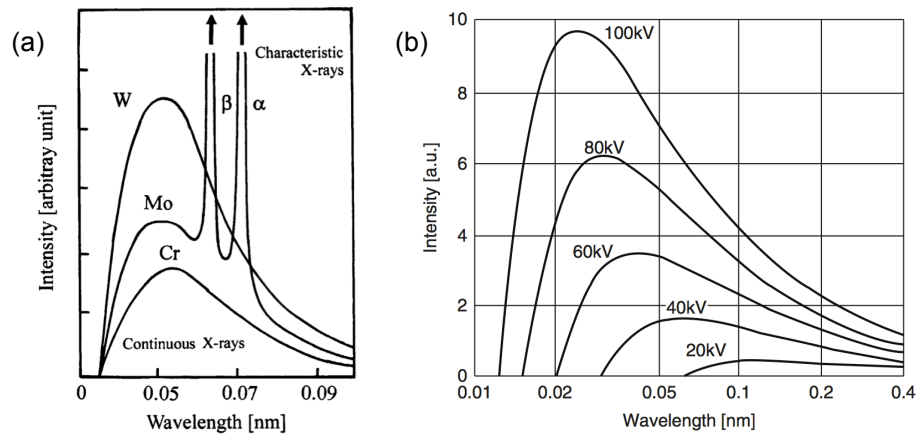 (a)
Characteristic
X-rays
W
β
α
Mo
Cr
Continuous X-rays
Intensity [arbitray unit]
0
0.05
0.07
0.09
Wavelength [nm]
(b)
10
8
6
4
2
0
Intensity [a.u.]
100kV
80kV
60kV
40kV
20kV
0.01
0.02
0.05
0.1
0.2
0.4
Wavelength [nm]